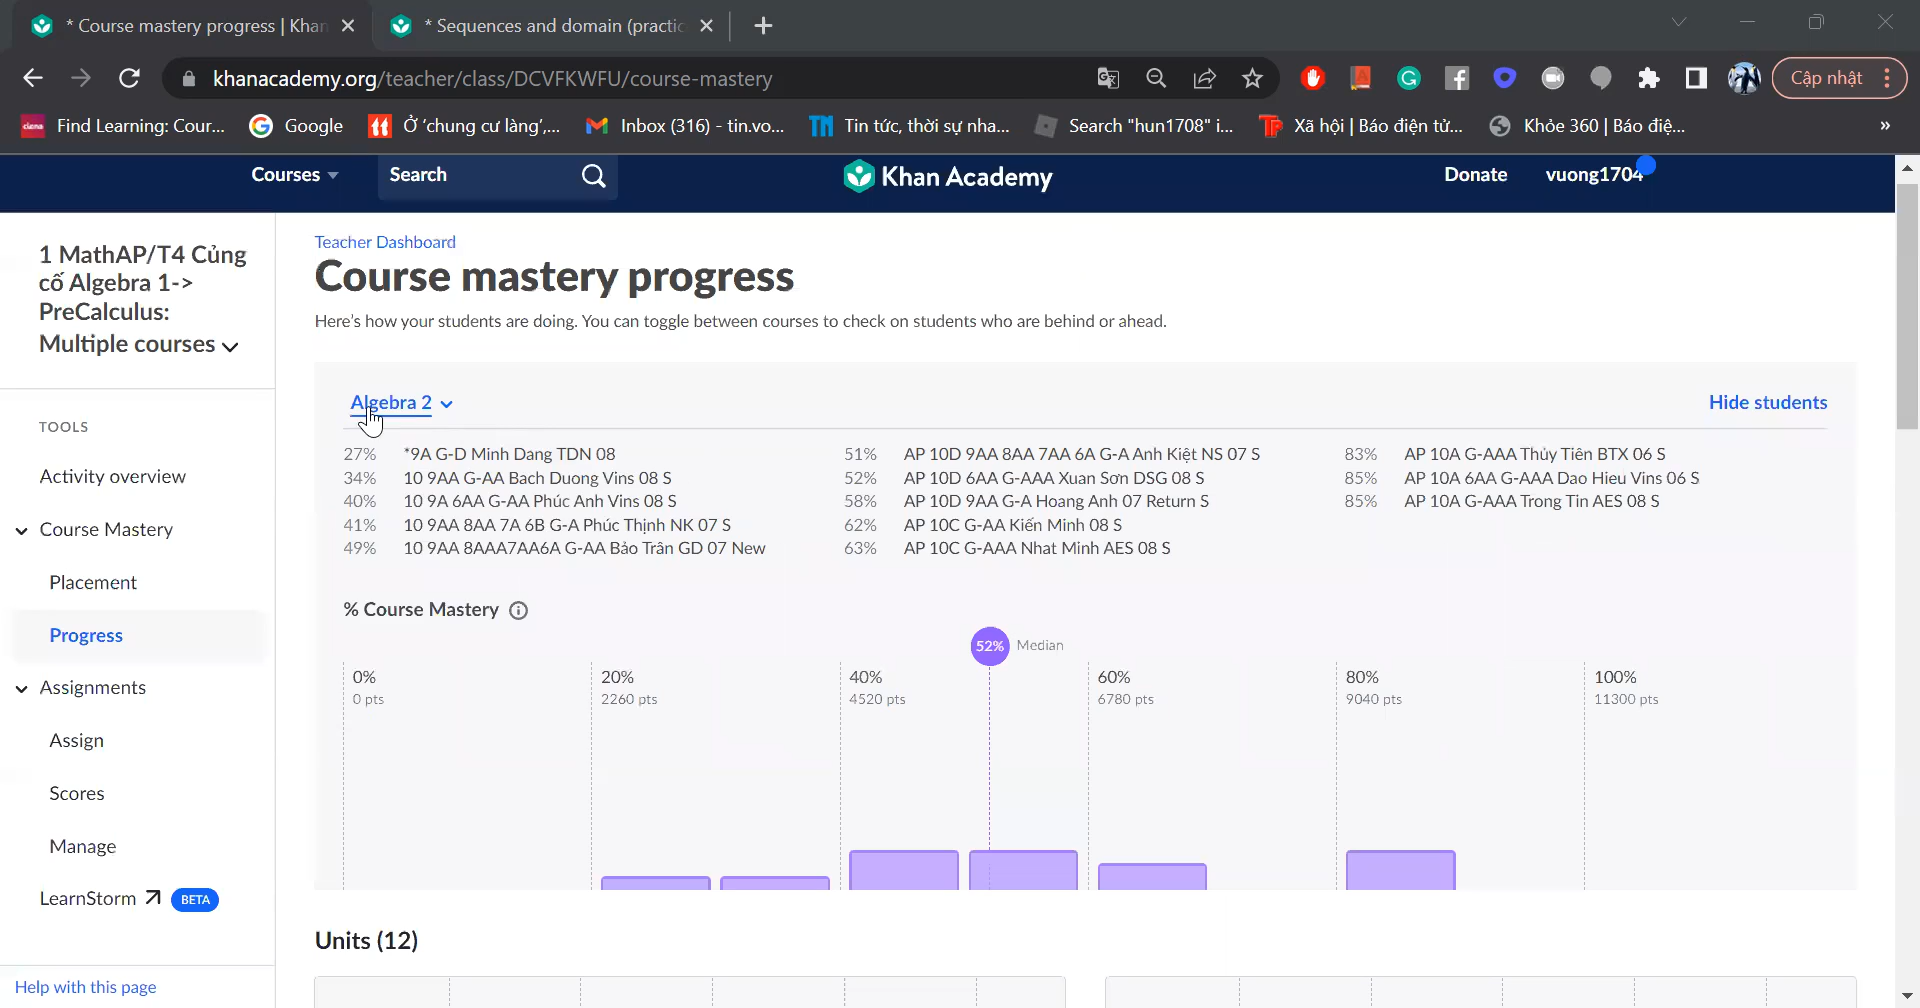 * Course mastery progress | Khan
* Sequences and domain (practic
khanacademy.org/teacher/class/DCVFKWFU/course-mastery
Cập nhật
Find Learning: Cour...
Google
Ở 'chung cư làng',...
Inbox (316) - tin.vo...
Tin tức, thời sự nha...
Search "hun1708" i...
Xã hội | Báo điện tử...
Khỏe 360 | Báo điệ...
»
Courses
Search
Khan Academy
Donate
vuong1704
1 MathAP/T4 Củng
cố Algebra 1->
PreCalculus:
Multiple courses
TOOLS
Activity overview
Course Mastery
Placement
Progress
Assignments
Assign
Scores
Manage
LearnStorm BETA
Help with this page
Teacher Dashboard
Course mastery progress
Here's how your students are doing. You can toggle between courses to check on students who are behind or ahead.
Algebra 2
Hide students
27% *9A G-D Minh Dang TDN 08
34% 10 9AA G-AA Bach Duong Vins 08 S
40% 10 9A 6AA G-AA Phúc Anh Vins 08 S
41% 10 9AA 8AA 7A 6B G-A Phúc Thịnh NK 07 S
49% 10 9AA 8AAA7AA6A G-AA Bảo Trân GD 07 New
51% AP 10D 9AA 8AA 7AA 6A G-A Anh Kiệt NS 07 S
52% AP 10D 6AA G-AAA Xuan Sơn DSG 08 S
58% AP 10D 9AA G-A Hoang Anh 07 Return S
62% AP 10C G-AA Kiến Minh 08 S
63% AP 10C G-AAA Nhat Minh AES 08 S
83% AP 10A G-AAA Thủy Tiên BTX 06 S
85% AP 10A 6AA G-AAA Dao Hieu Vins 06 S
85% AP 10A G-AAA Trong Tin AES 08 S
% Course Mastery
52% Median
0% 20% 40% 60% 80% 100%
0 pts 2260 pts 4520 pts 6780 pts 9040 pts 11300 pts
Units (12)